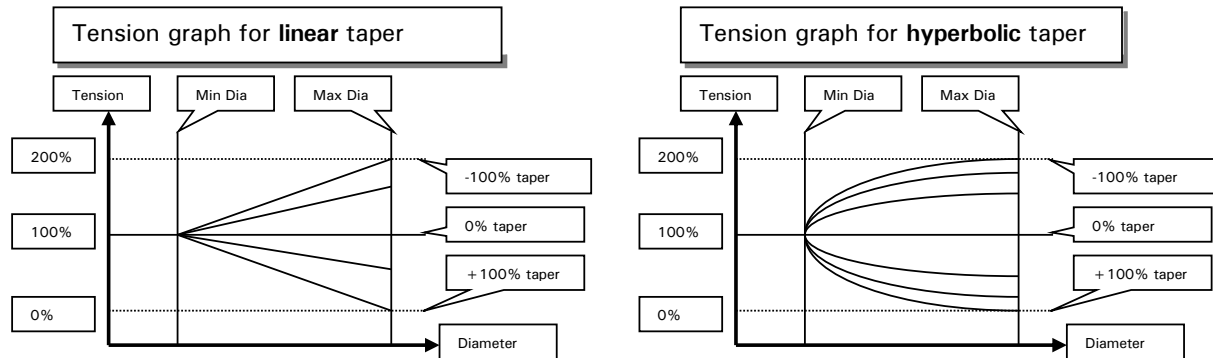 Tension graph for linear taper
Tension
Min Dia
Max Dia
200%
-100% taper
100%
0% taper
+100% taper
0%
Diameter
Tension graph for hyperbolic taper
Tension
Min Dia
Max Dia
200%
-100% taper
100%
0% taper
+100% taper
0%
Diameter